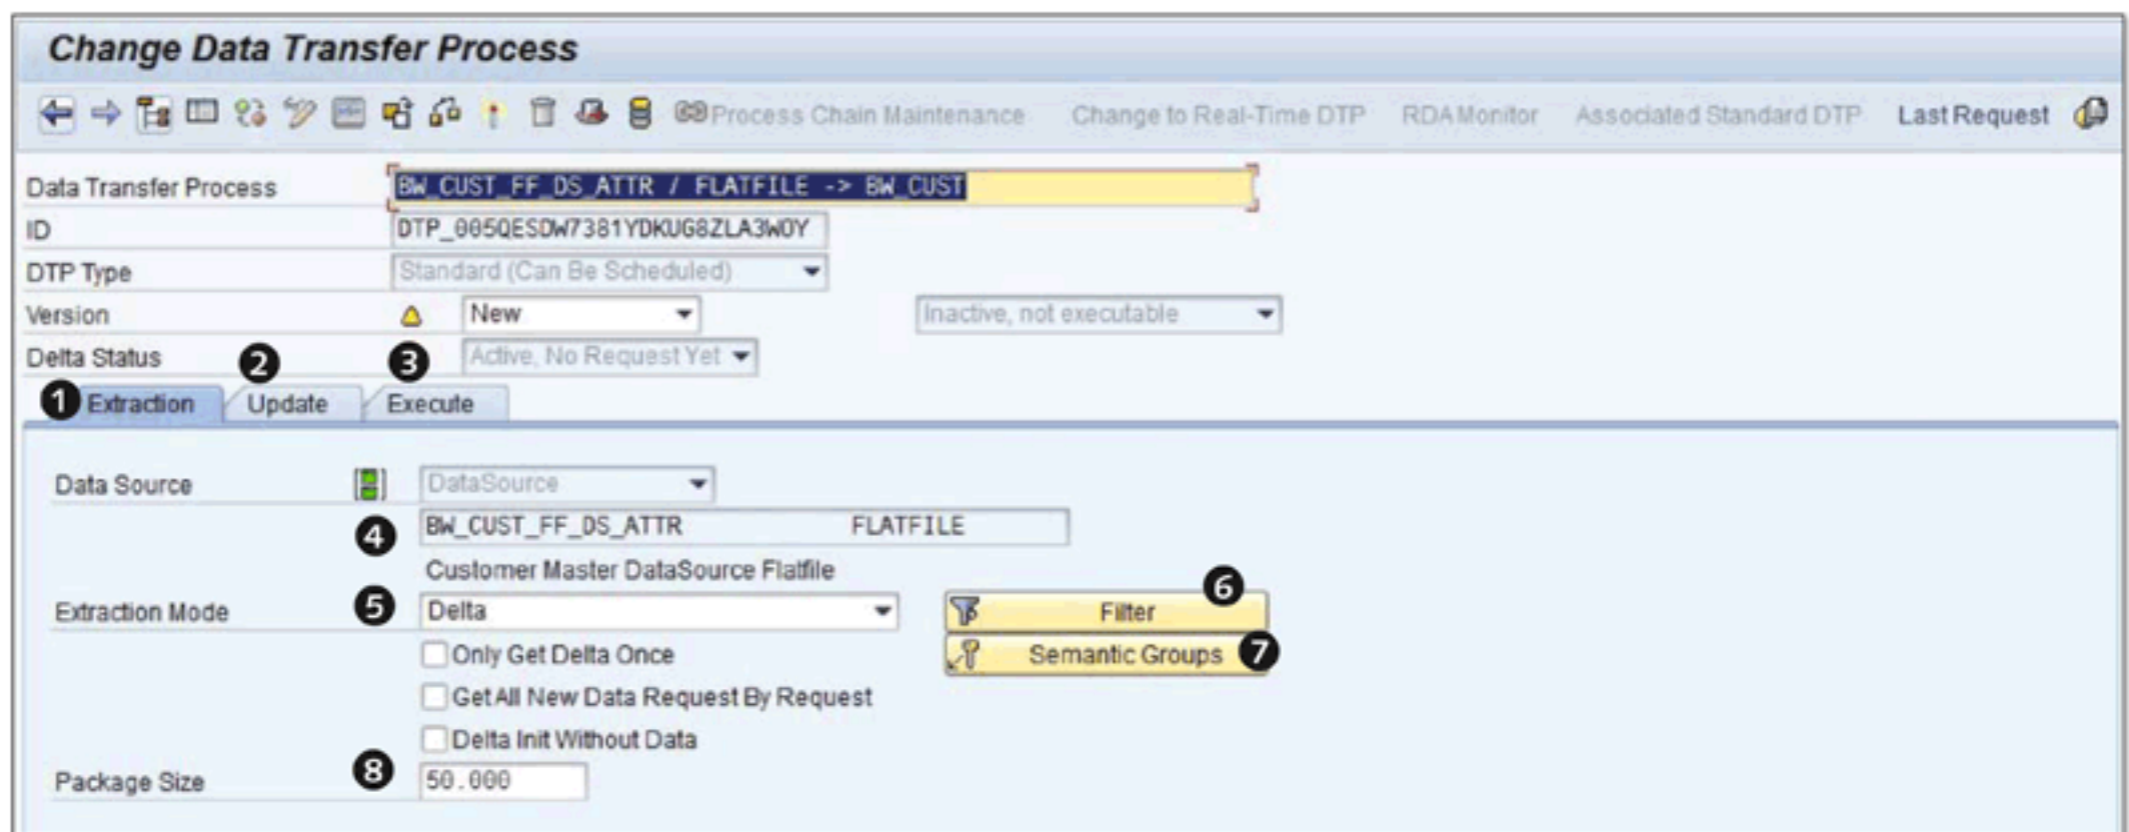 Change Data Transfer Process
Process Chain Maintenance Change to Real-Time DTP RDA Monitor Associated Standard DTP Last Request
Data Transfer Process BW_CUST_FF_DS_ATTR / FLATFILE -> BW_CUST
ID DTP_005QESDW7381YDKUG8ZLA3WOY
DTP Type Standard (Can Be Scheduled)
Version New Inactive, not executable
Delta Status 2 3 Active, No Request Yet
1 Extraction Update Execute
Data Source DataSource
4 BW_CUST_FF_DS_ATTR FLATFILE
Customer Master DataSource Flatfile
Extraction Mode 5 Delta Filter 6
Only Get Delta Once Semantic Groups 7
Get All New Data Request By Request
Delta Init Without Data
Package Size 8 50.000